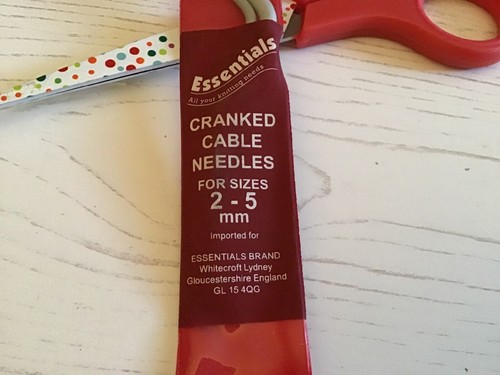 Essentials
All your knitting needs
CRANKED
CABLE
NEEDLES
FOR SIZES
2 - 5
mm
Imported for
ESSENTIALS BRAND
Whitecroft Lydney
Gloucestershire England
GL 15 4QG